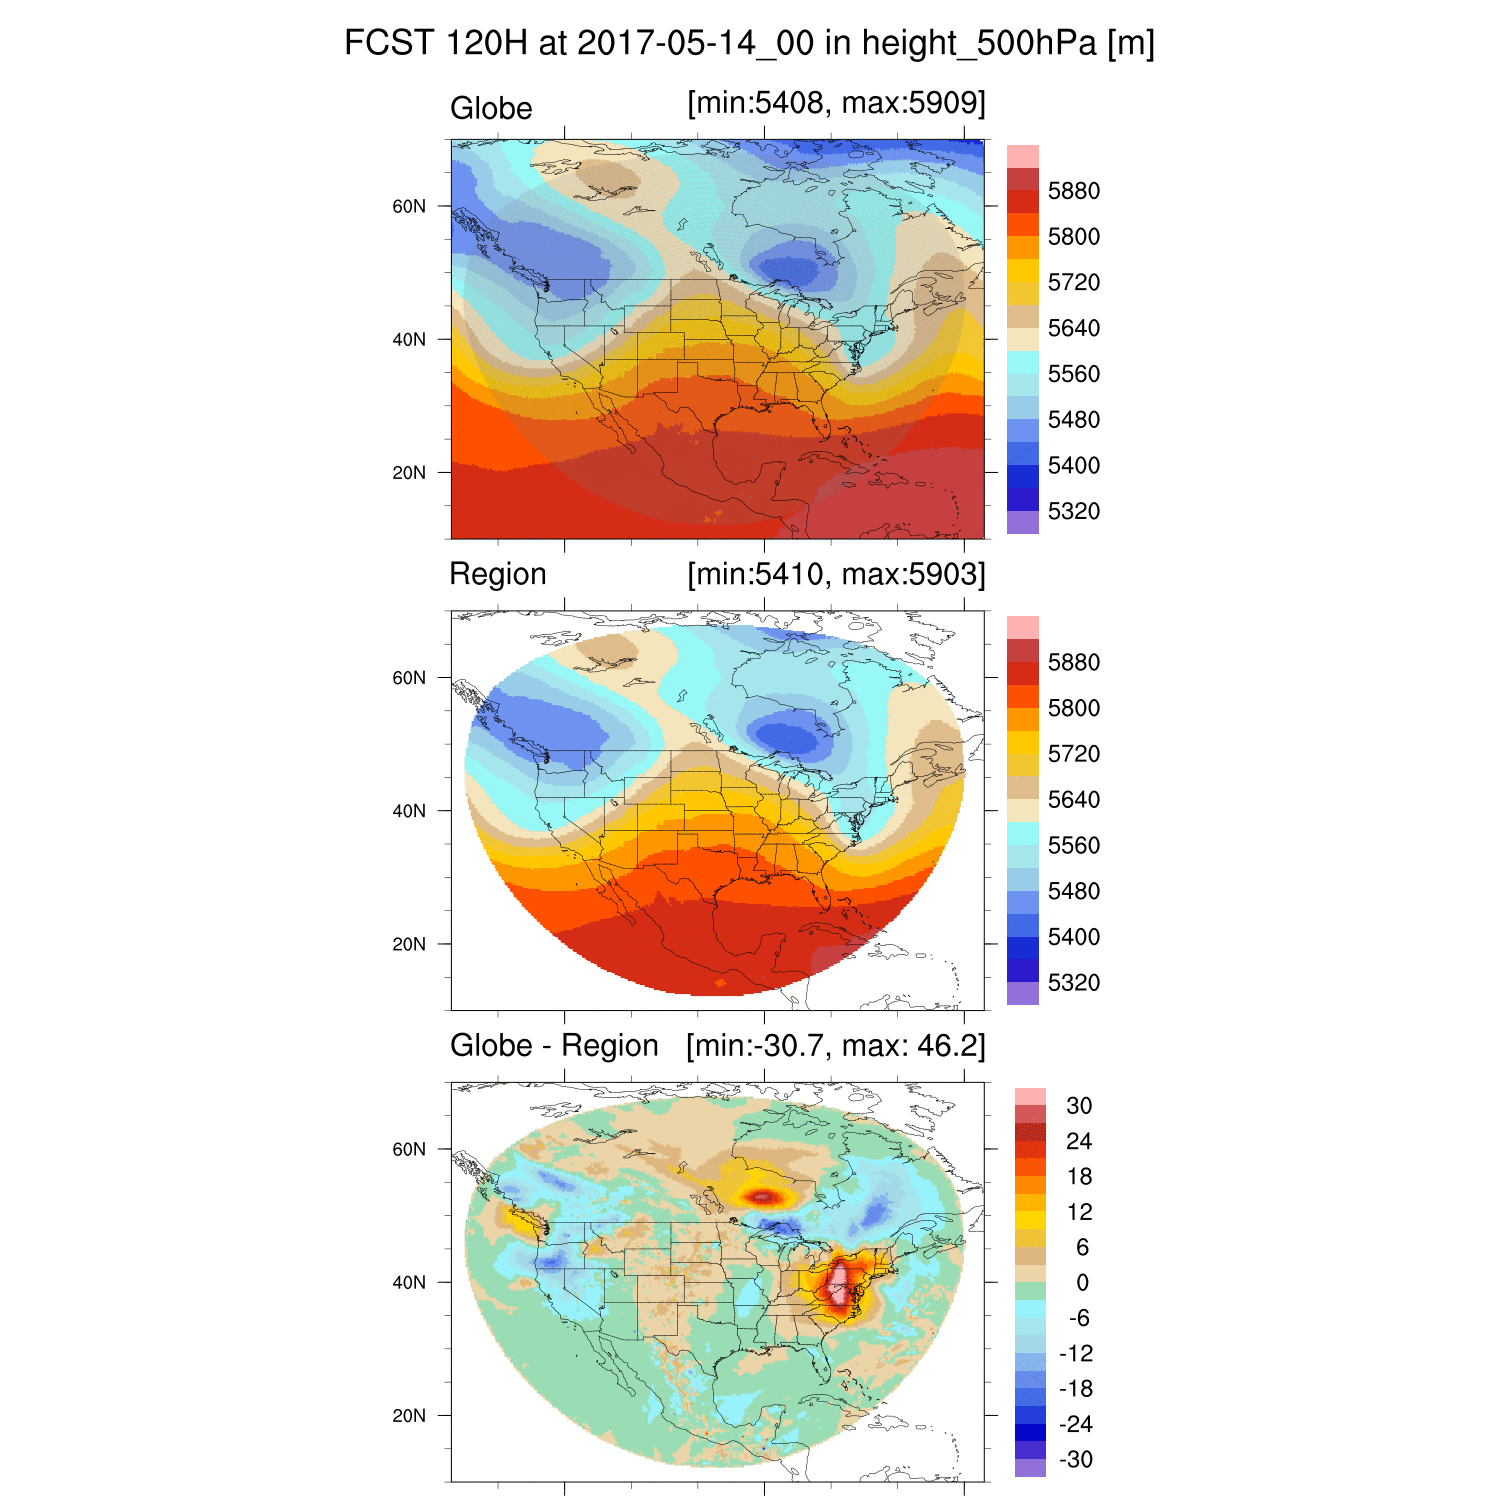 FCST 120H at 2017-05-14_00 in height_500hPa [m]
Globe [min:5408, max:5909]
60N
40N
20N
5880
5800
5720
5640
5560
5480
5400
5320
Region [min:5410, max:5903]
60N
40N
20N
5880
5800
5720
5640
5560
5480
5400
5320
Globe - Region [min:-30.7, max: 46.2]
60N
40N
20N
30
24
18
12
6
0
-6
-12
-18
-24
-30